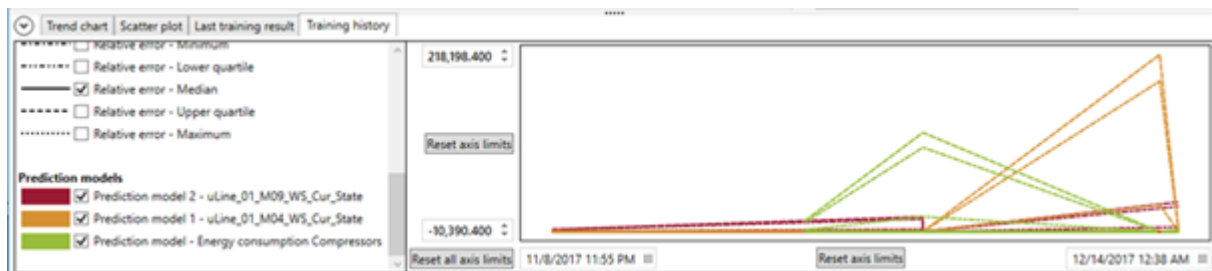 Trend chart Scatter plot Last training result Training history
Relative error - Minimum
Relative error - Lower quartile
Relative error - Median
Relative error - Upper quartile
Relative error - Maximum
Prediction models
Prediction model 2 - uLine_01_M09_WS_Cur_State
Prediction model 1 - uLine_01_M04_WS_Cur_State
Prediction model - Energy consumption Compressors
218,198.400
Reset axis limits
-10,390.400
Reset all axis limits 11/8/2017 11:55 PM Reset axis limits 12/14/2017 12:38 AM